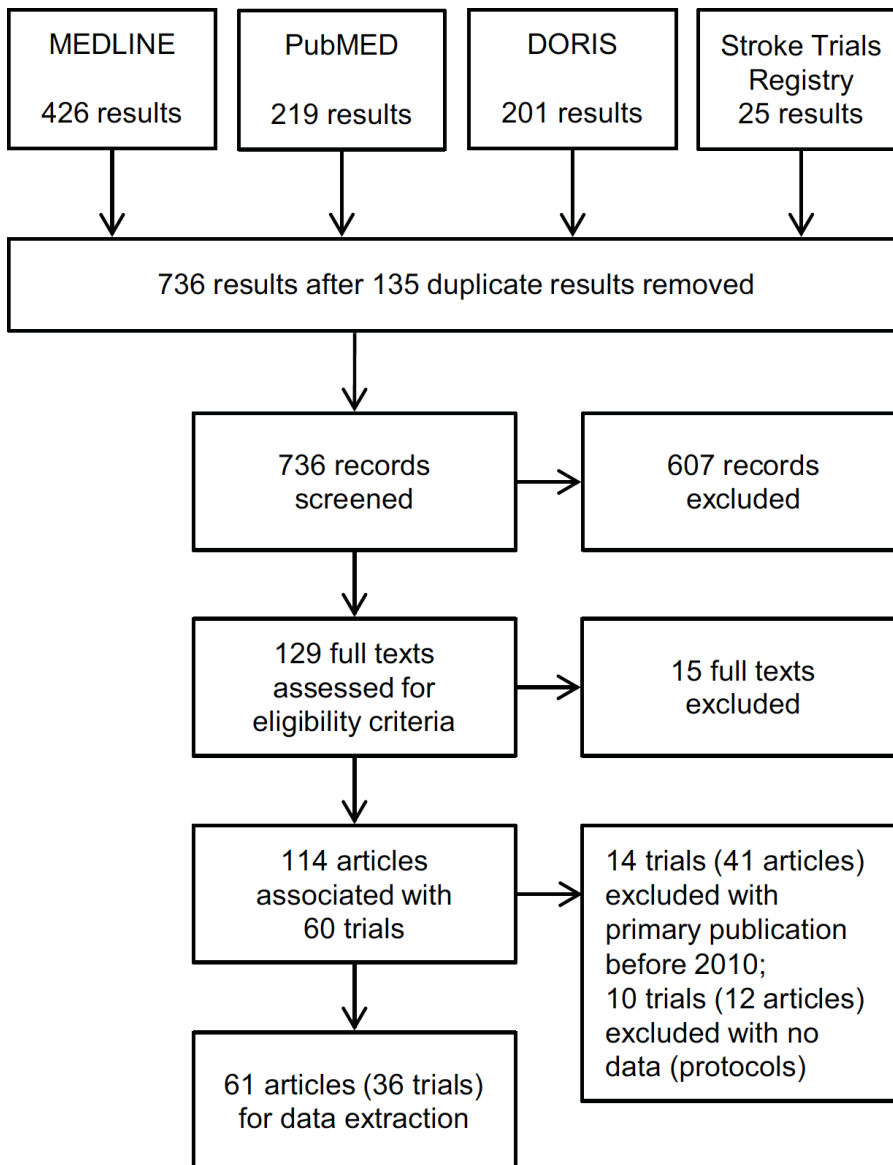 MEDLINE
426 results
PubMED
219 results
DORIS
201 results
Stroke Trials
Registry
25 results
736 results after 135 duplicate results removed
736 records
screened
607 records
excluded
129 full texts
assessed for
eligibility criteria
15 full texts
excluded
114 articles
associated with
60 trials
14 trials (41 articles)
excluded with
primary publication
before 2010;
10 trials (12 articles)
excluded with no
data (protocols)
61 articles (36 trials)
for data extraction